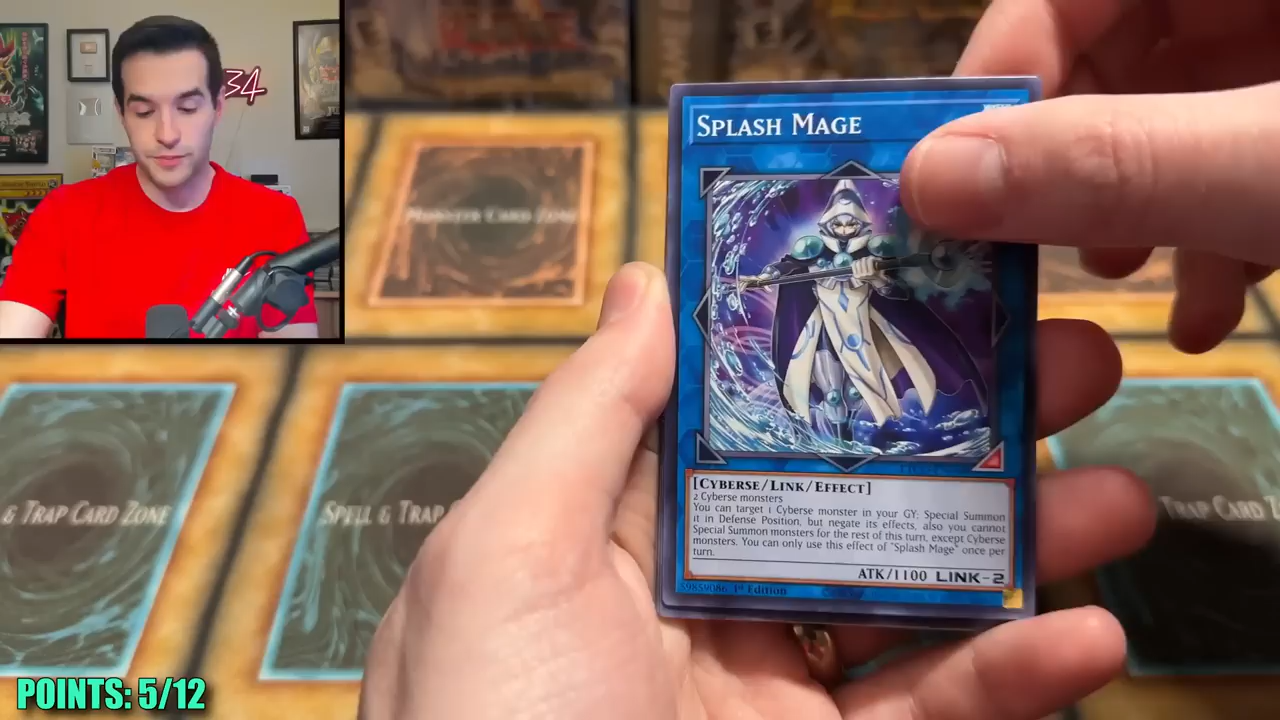 34
SPLASH MAGE
MONSTER CARD ZONE
[CYBERSE/LINK/EFFECT]
2 Cyberse monsters
You can target 1 Cyberse monster in your GY; Special Summon
it in Defense Position, but negate its effects, also you cannot
Special Summon monsters for the rest of this turn, except Cyberse
monsters. You can only use this effect of "Splash Mage" once per
turn.
ATK/1100 LINK-2
59859086 1st Edition
& TRAP CARD ZONE
SPELL & TRAP
TRAP CARD
POINTS: 5/12